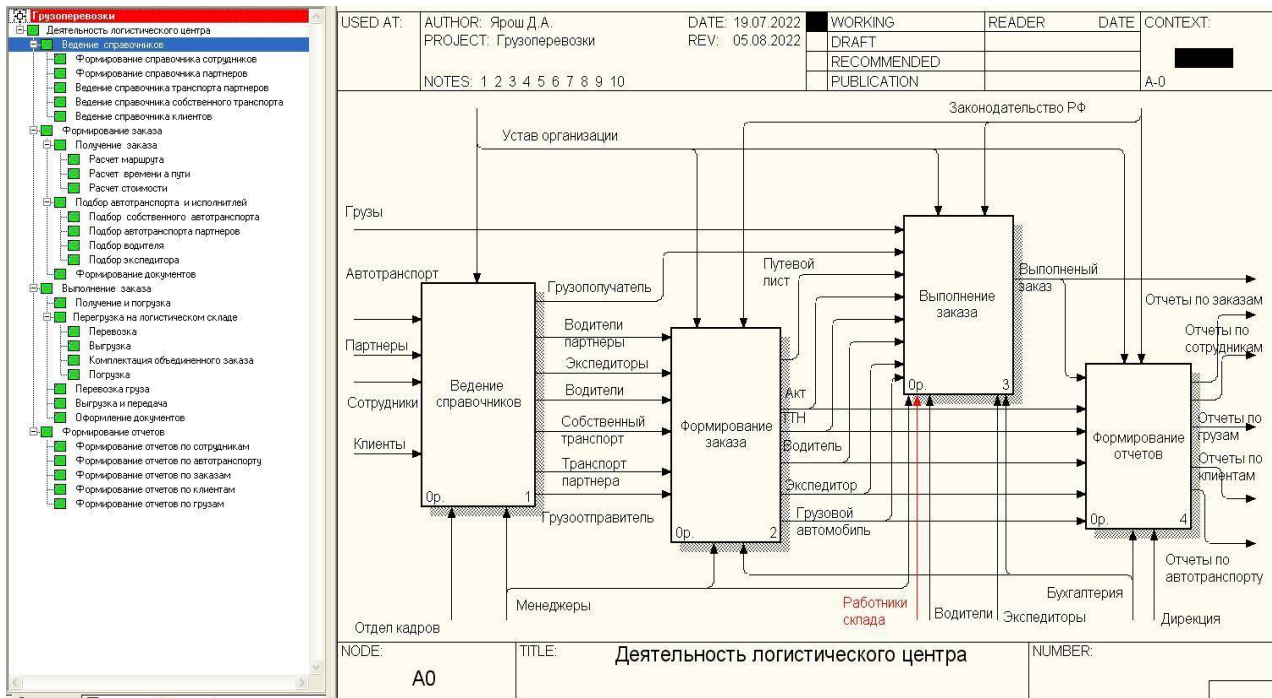 Грузоперевозки
Деятельность логистического центра
Ведение справочников
Формирование справочника сотрудников
Формирование справочника партнеров
Ведение справочника транспорта партнеров
Ведение справочника собственного транспорта
Ведение справочника клиентов
Формирование заказа
Получение заказа
Расчет маршрута
Расчет времени а пути
Расчет стоимости
Подбор автотранспорта и исполнитлей
Подбор собственного автотранспорта
Подбор автотранспорта партнеров
Подбор водителя
Подбор экспедитора
Формирование документов
Выполнение заказа
Получение и погрузка
Перегрузка на логистическом складе
Перевозка
Выгрузка
Комплектация объединенного заказа
Погрузка
Перевозка груза
Выгрузка и передача
Оформление документов
Формирование отчетов
Формирование отчетов по сотрудникам
Формирование отчетов по автотранспорту
Формирование отчетов по заказам
Формирование отчетов по клиентам
Формирование отчетов по грузам
USED AT:
AUTHOR: Ярош Д.А.
PROJECT: Грузоперевозки
NOTES: 1 2 3 4 5 6 7 8 9 10
DATE: 19.07.2022
REV: 05.08.2022
WORKING
DRAFT
RECOMMENDED
PUBLICATION
READER DATE
CONTEXT:
A-0
Законодательство РФ
Устав организации
Грузы
Автотранспорт
Партнеры
Сотрудники
Клиенты
Ведение
справочников
0р. 1
Грузополучатель
Водители
партнеры
Экспедиторы
Водители
Собственный
транспорт
Транспорт
партнера
Грузоотправитель
Формирование
заказа
0р. 2
Путевой
лист
Акт
ТН
Водитель
Экспедитор
Грузовой
автомобиль
Выполнение
заказа
0р. 3
Выполненый
заказ
Формирование
отчетов
0р. 4
Отчеты по заказам
Отчеты по
сотрудникам
Отчеты по
грузам
Отчеты по
клиентам
Отчеты по
автотранспорту
Отдел кадров
Менеджеры
Работники
склада
Водители
Экспедиторы
Бухгалтерия
Дирекция
NODE:
A0
TITLE:
Деятельность логистического центра
NUMBER: